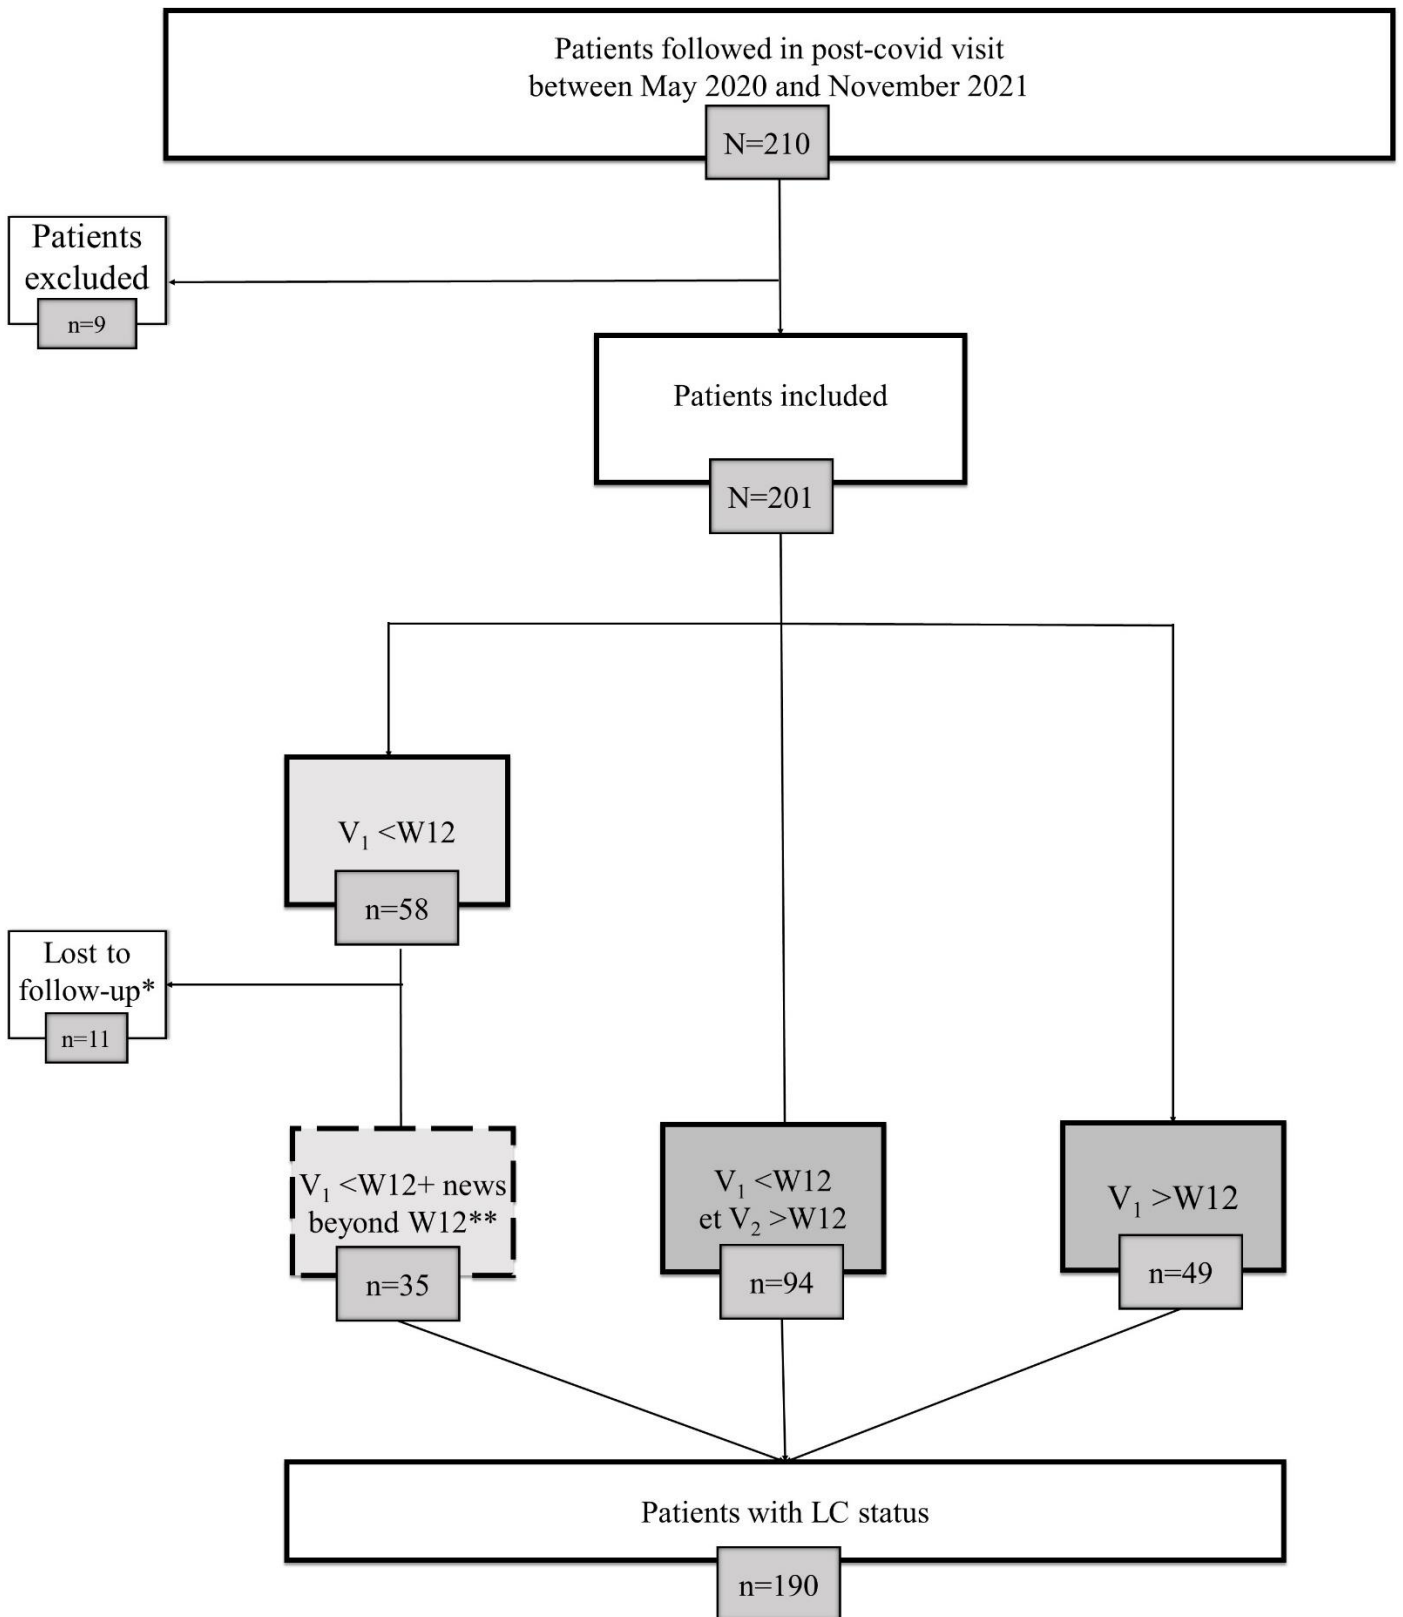 Patients followed in post-covid visit
between May 2020 and November 2021
N=210
Patients
excluded
n=9
Patients included
N=201
V₁ <W12
n=58
Lost to
follow-up*
n=11
V₁ <W12+ news
beyond W12**
n=35
V₁ <W12
et V₂ >W12
n=94
V₁ >W12
n=49
Patients with LC status
n=190